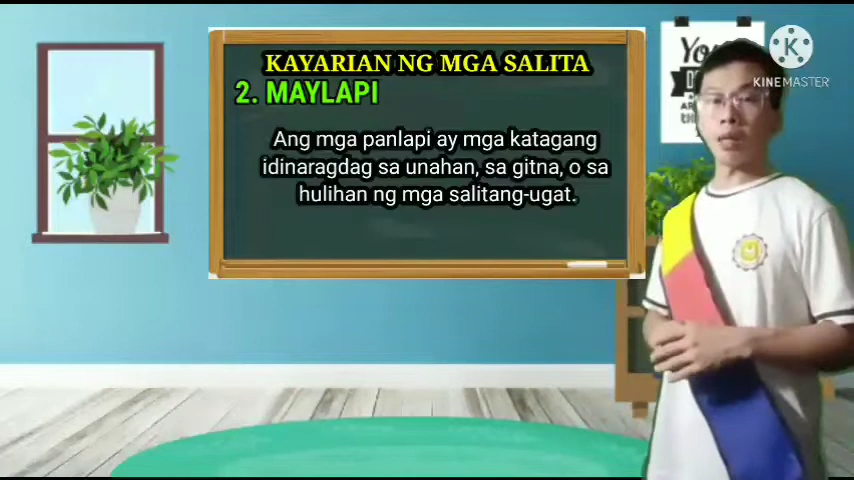 KAYARIAN NG MGA SALITA
2. MAYLAPI
Ang mga panlapi ay mga katagang
idinaragdag sa unahan, sa gitna, o sa
hulihan ng mga salitang-ugat.
You
KINEMASTER